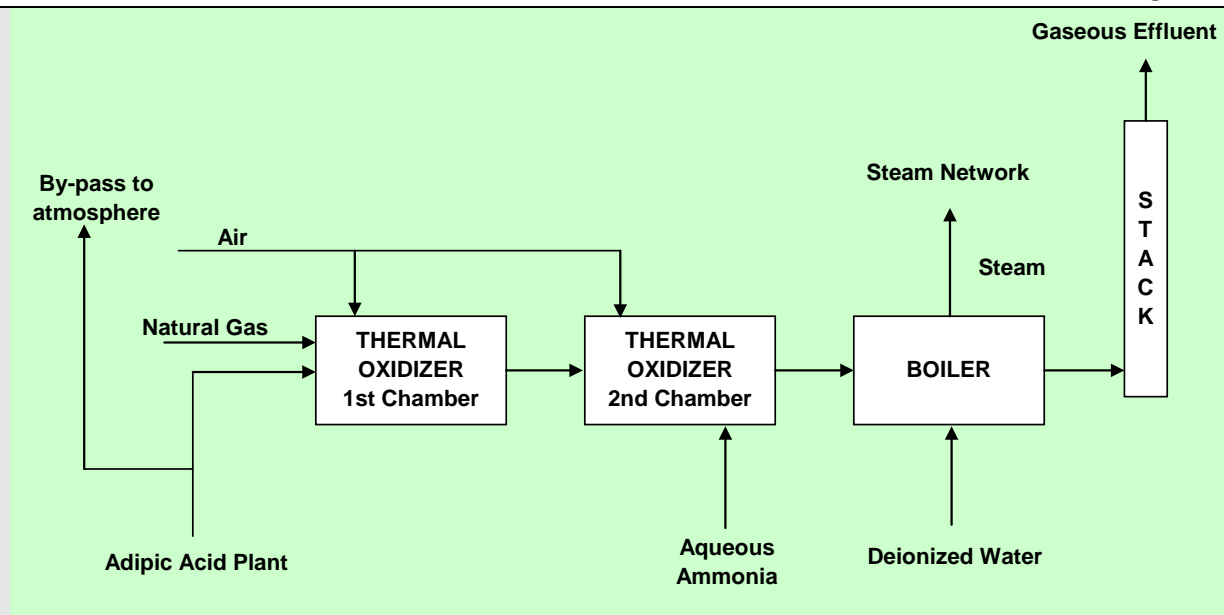 Gaseous Effluent
By-pass to
atmosphere
Steam Network
S
T
A
C
K
Air
Steam
Natural Gas
THERMAL
OXIDIZER
1st Chamber
THERMAL
OXIDIZER
2nd Chamber
BOILER
Adipic Acid Plant
Aqueous
Ammonia
Deionized Water